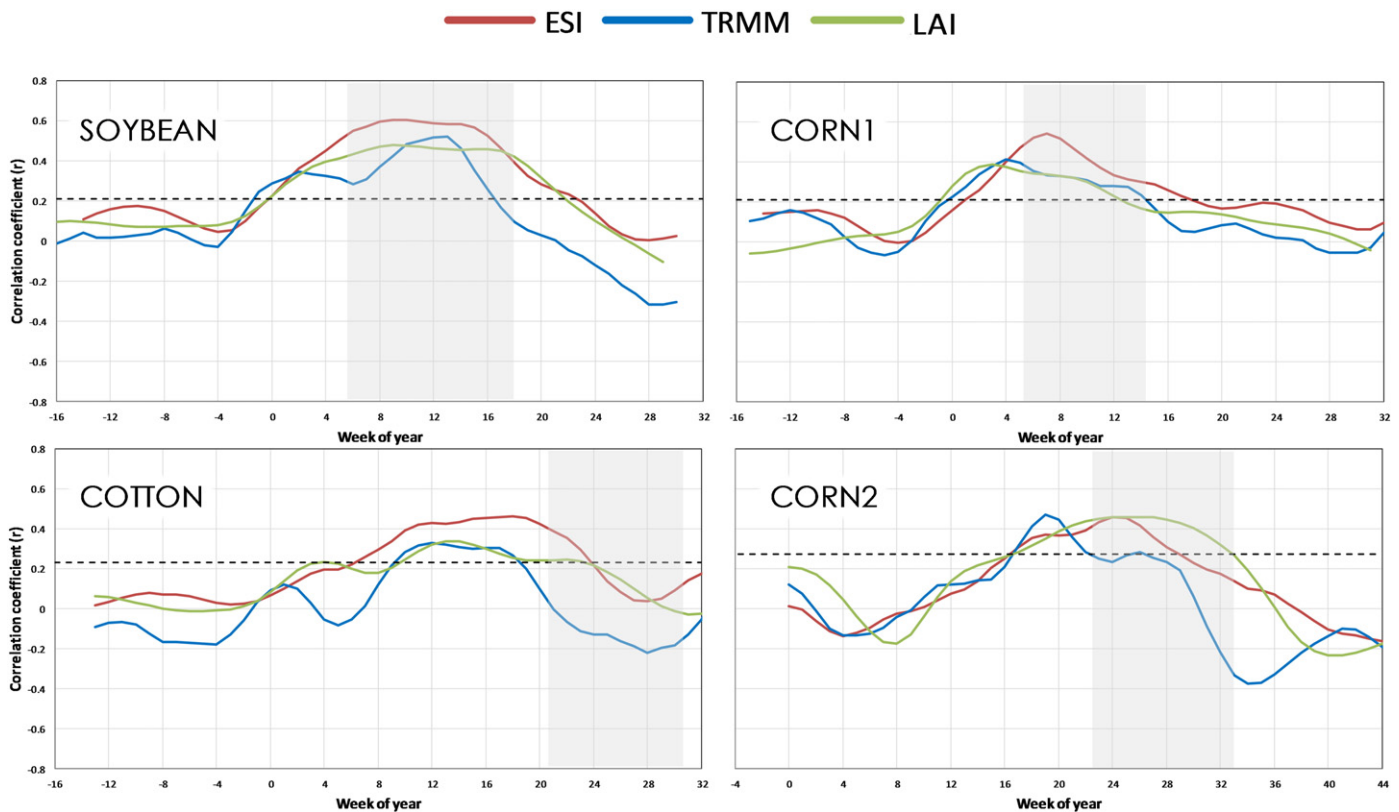 ESI TRMM LAI
SOYBEAN
Correlation coefficient (r)
0.8
0.6
0.4
0.2
0
-0.2
-0.4
-0.6
-0.8
-16 -12 -8 -4 0 4 8 12 16 20 24 28 32
Week of year
CORN1
-16 -12 -8 -4 0 4 8 12 16 20 24 28 32
Week of year
COTTON
Correlation coefficient (r)
0.8
0.6
0.4
0.2
0
-0.2
-0.4
-0.6
-0.8
-16 -12 -8 -4 0 4 8 12 16 20 24 28 32
Week of year
CORN2
-4 0 4 8 12 16 20 24 28 32 36 40 44
Week of year